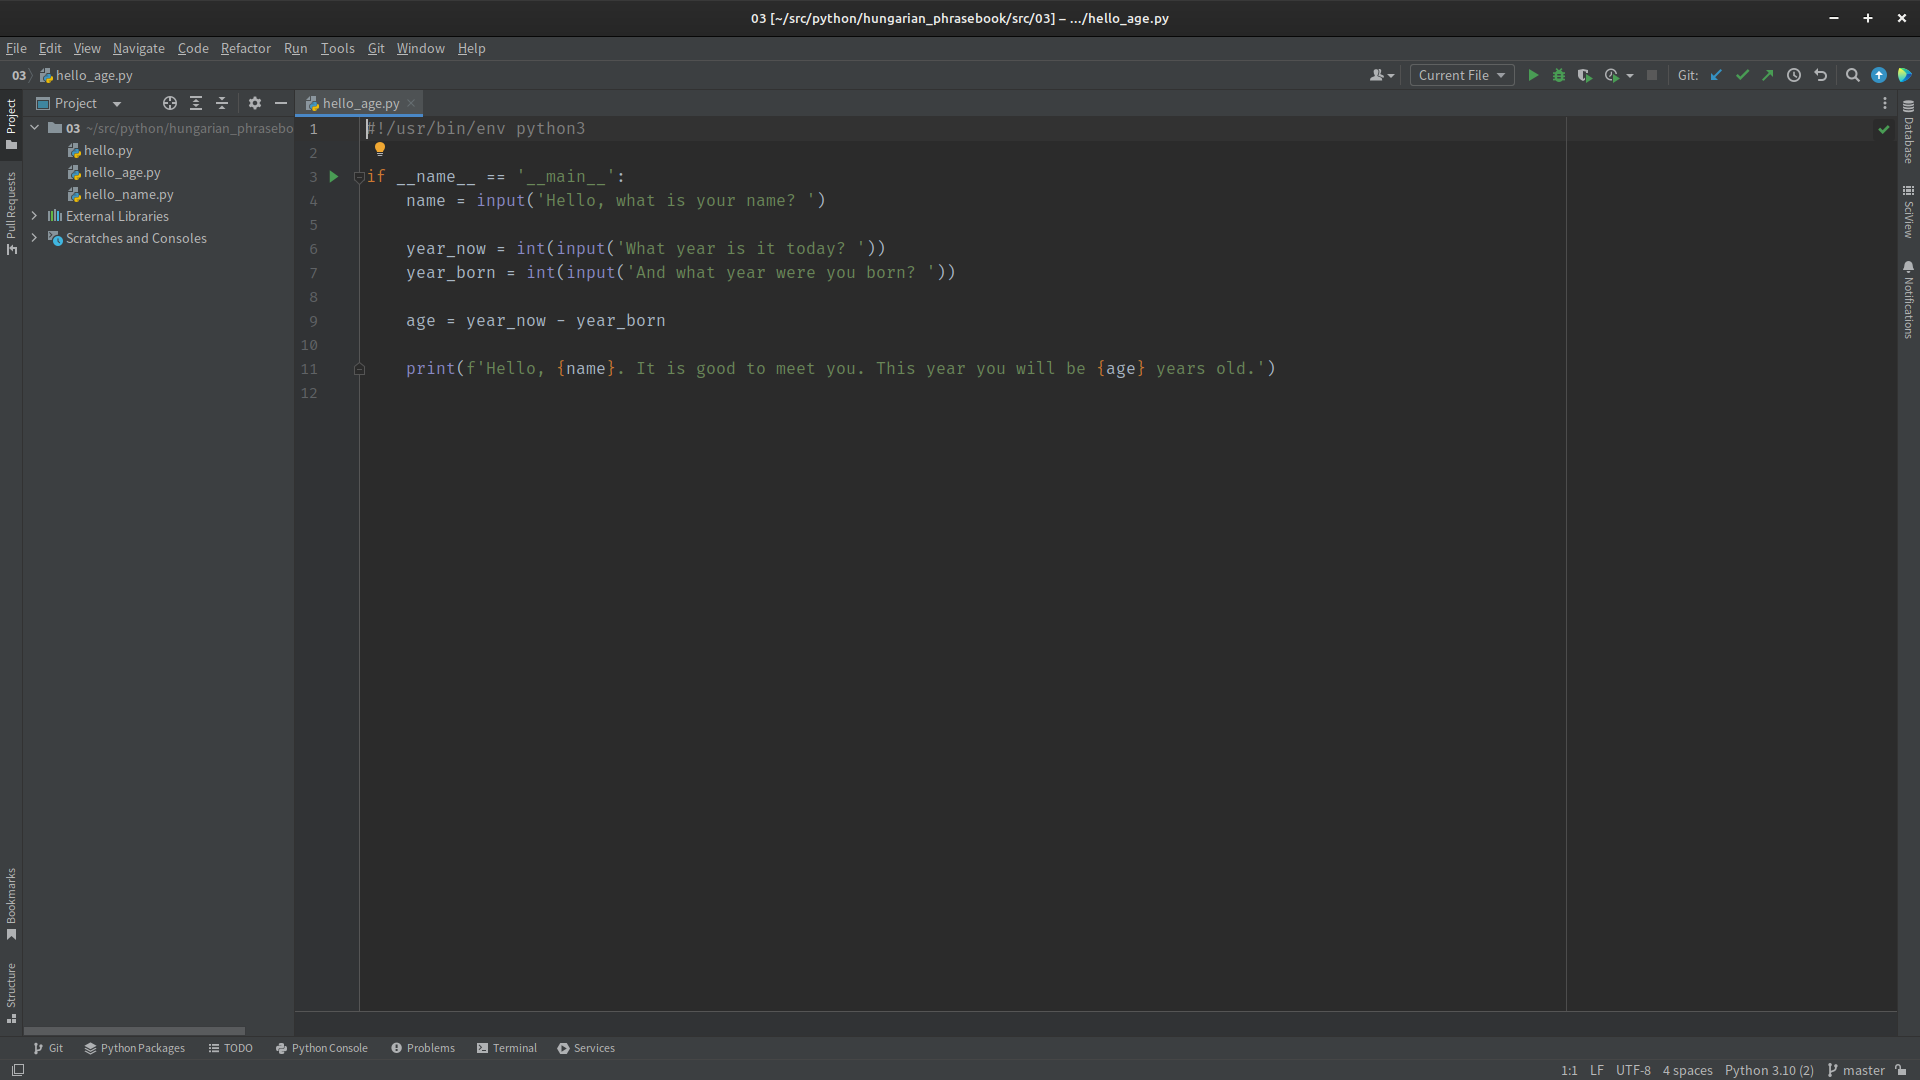 03 [~/src/python/hungarian_phrasebook/src/03] – .../hello_age.py
File Edit View Navigate Code Refactor Run Tools Git Window Help
03 hello_age.py
Current File
Git:
Project
hello_age.py
03 ~/src/python/hungarian_phrasebo
hello.py
hello_age.py
hello_name.py
External Libraries
Scratches and Consoles
Project
Pull Requests
Bookmarks
Structure
1 #!/usr/bin/env python3
2
3 if __name__ == '__main__':
4 name = input('Hello, what is your name? ')
5
6 year_now = int(input('What year is it today? '))
7 year_born = int(input('And what year were you born? '))
8
9 age = year_now - year_born
10
11 print(f'Hello, {name}. It is good to meet you. This year you will be {age} years old.')
12
Database
SciView
Notifications
Git Python Packages TODO Python Console Problems Terminal Services
1:1 LF UTF-8 4 spaces Python 3.10 (2) master